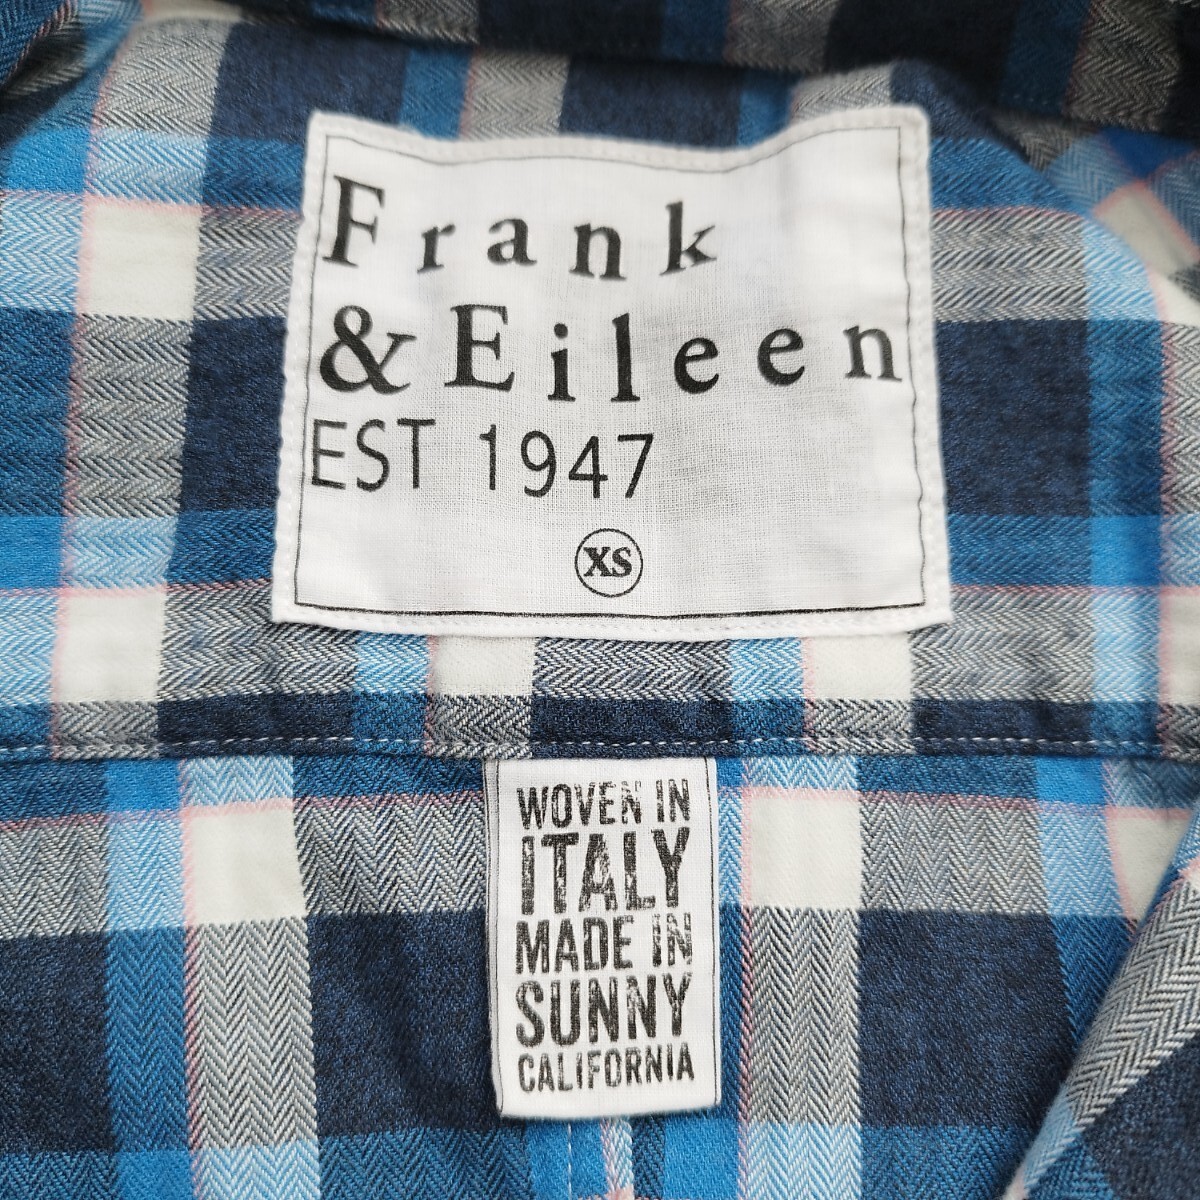 Frank
& Eileen
EST 1947
XS
WOVEN IN
ITALY
MADE IN
SUNNY
CALIFORNIA